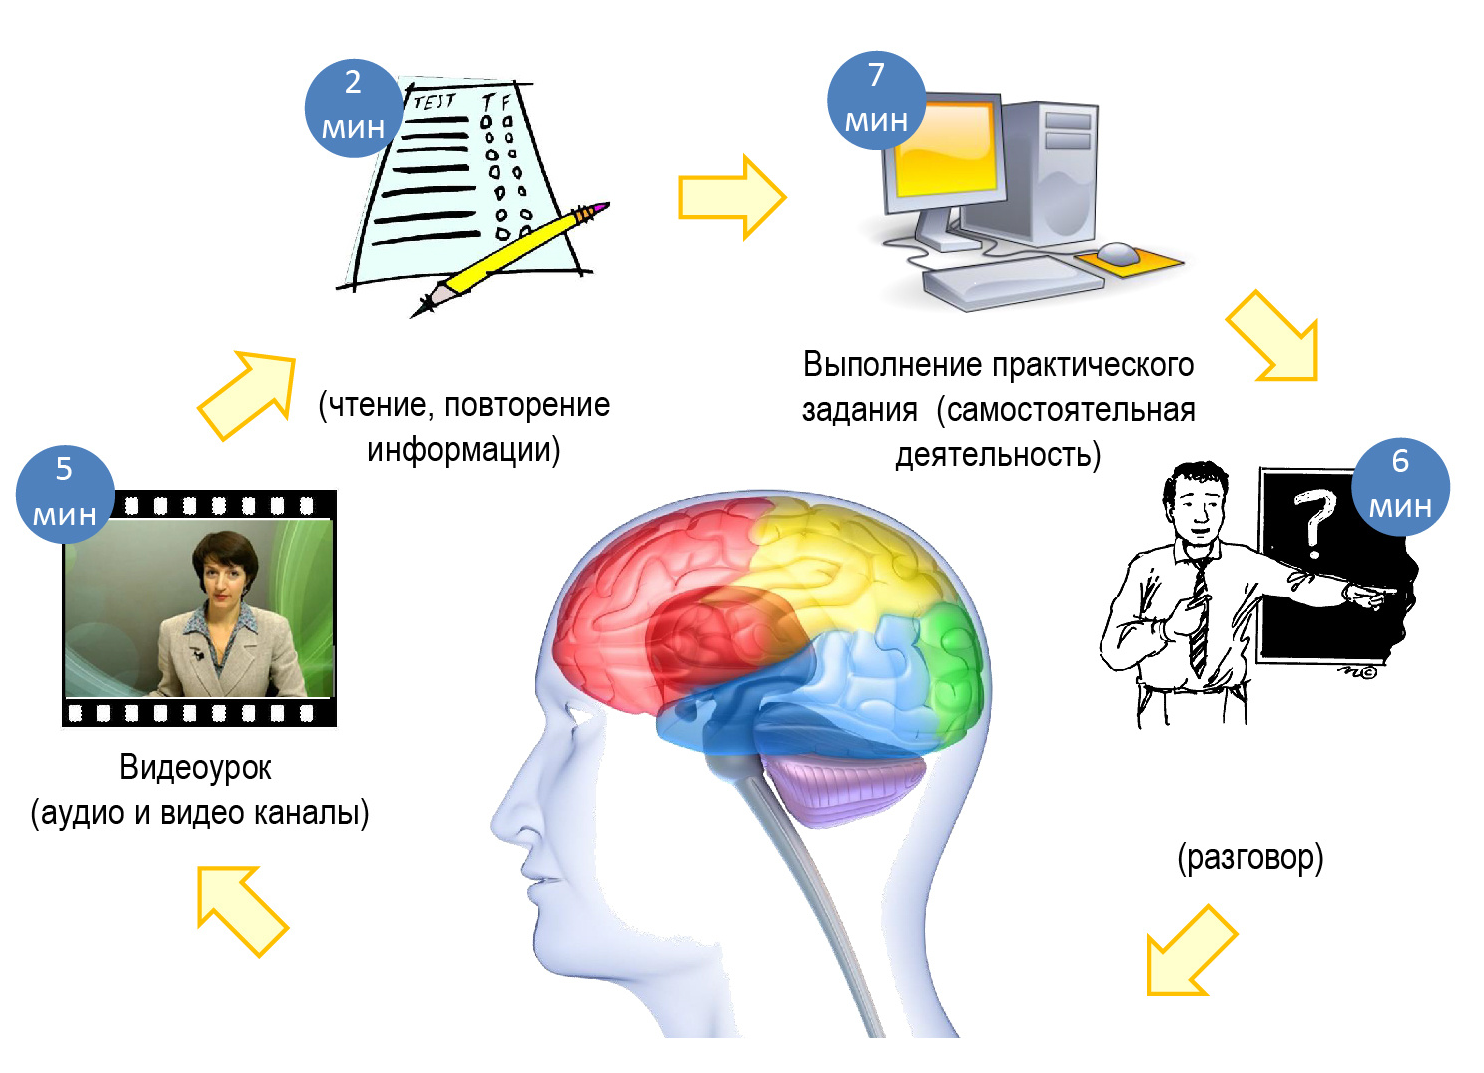 2
мин
TEST T F
(чтение, повторение
информации)
7
мин
Выполнение практического
задания (самостоятельная
деятельность)
5
мин
Видеоурок
(аудио и видео каналы)
6
мин
?
(разговор)